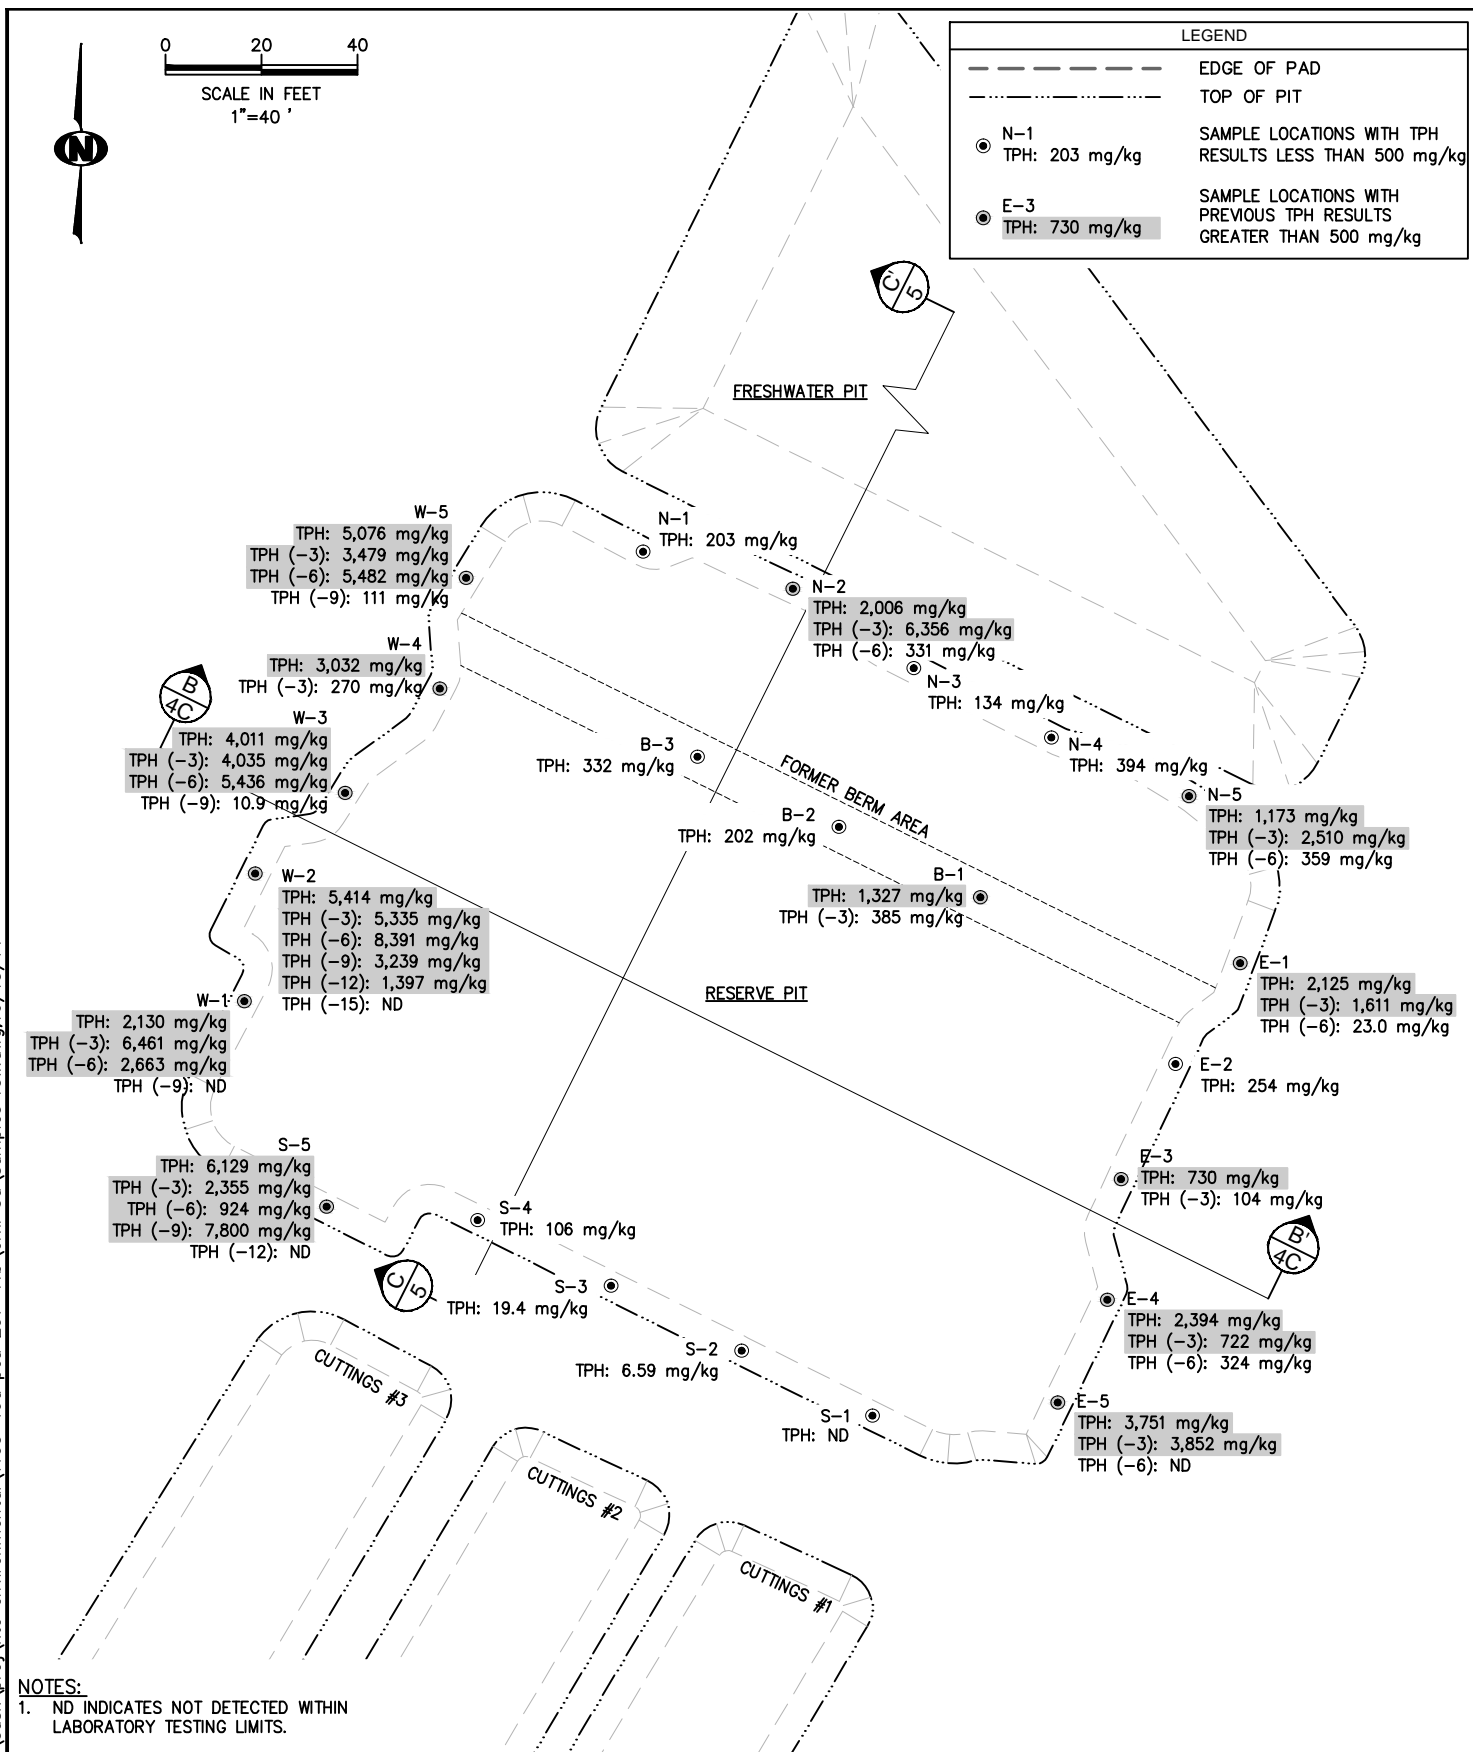 0 20 40
SCALE IN FEET
1"=40 '
N
LEGEND
EDGE OF PAD
TOP OF PIT
N-1
TPH: 203 mg/kg
SAMPLE LOCATIONS WITH TPH
RESULTS LESS THAN 500 mg/kg
E-3
TPH: 730 mg/kg
SAMPLE LOCATIONS WITH
PREVIOUS TPH RESULTS
GREATER THAN 500 mg/kg
C'
5
FRESHWATER PIT
W-5
TPH: 5,076 mg/kg
TPH (-3): 3,479 mg/kg
TPH (-6): 5,482 mg/kg
TPH (-9): 111 mg/kg
N-1
TPH: 203 mg/kg
N-2
TPH: 2,006 mg/kg
TPH (-3): 6,356 mg/kg
TPH (-6): 331 mg/kg
W-4
TPH: 3,032 mg/kg
TPH (-3): 270 mg/kg
N-3
TPH: 134 mg/kg
B
4C
W-3
TPH: 4,011 mg/kg
TPH (-3): 4,035 mg/kg
TPH (-6): 5,436 mg/kg
TPH (-9): 10.9 mg/kg
B-3
TPH: 332 mg/kg
N-4
TPH: 394 mg/kg
FORMER BERM AREA
N-5
TPH: 1,173 mg/kg
TPH (-3): 2,510 mg/kg
TPH (-6): 359 mg/kg
B-2
TPH: 202 mg/kg
B-1
TPH: 1,327 mg/kg
TPH (-3): 385 mg/kg
W-2
TPH: 5,414 mg/kg
TPH (-3): 5,335 mg/kg
TPH (-6): 8,391 mg/kg
TPH (-9): 3,239 mg/kg
TPH (-12): 1,397 mg/kg
TPH (-15): ND
RESERVE PIT
E-1
TPH: 2,125 mg/kg
TPH (-3): 1,611 mg/kg
TPH (-6): 23.0 mg/kg
W-1
TPH: 2,130 mg/kg
TPH (-3): 6,461 mg/kg
TPH (-6): 2,663 mg/kg
TPH (-9): ND
E-2
TPH: 254 mg/kg
S-5
TPH: 6,129 mg/kg
TPH (-3): 2,355 mg/kg
TPH (-6): 924 mg/kg
TPH (-9): 7,800 mg/kg
TPH (-12): ND
E-3
TPH: 730 mg/kg
TPH (-3): 104 mg/kg
S-4
TPH: 106 mg/kg
B'
4C
C
5
S-3
TPH: 19.4 mg/kg
E-4
TPH: 2,394 mg/kg
TPH (-3): 722 mg/kg
TPH (-6): 324 mg/kg
S-2
TPH: 6.59 mg/kg
S-1
TPH: ND
E-5
TPH: 3,751 mg/kg
TPH (-3): 3,852 mg/kg
TPH (-6): ND
CUTTINGS #3
CUTTINGS #2
CUTTINGS #1
NOTES:
1. ND INDICATES NOT DETECTED WITHIN
LABORATORY TESTING LIMITS.